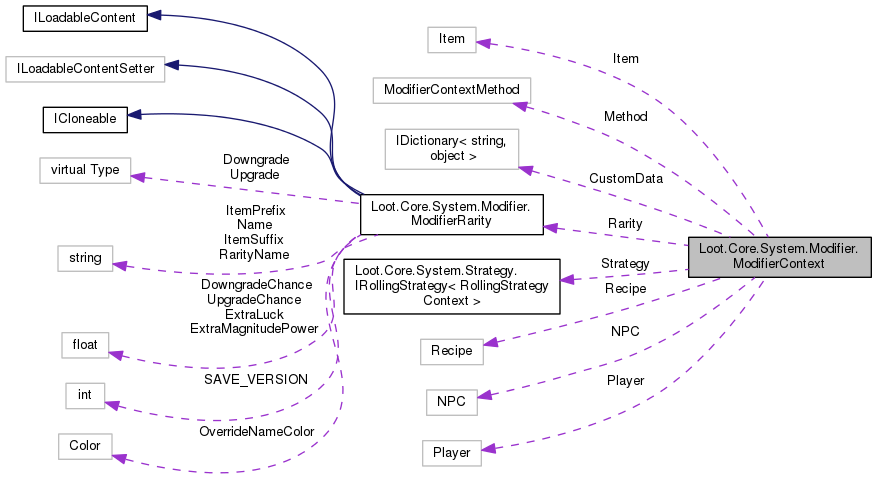 ILoadableContent
Item
Item
ILoadableContentSetter
ModifierContextMethod
Method
ICloneable
IDictionary< string,
object >
CustomData
virtual Type
Downgrade
Upgrade
Loot.Core.System.Modifier.
ModifierRarity
Rarity
ItemPrefix
Name
ItemSuffix
RarityName
string
Loot.Core.System.Modifier.
ModifierContext
Loot.Core.System.Strategy.
IRollingStrategy< RollingStrategy
Context >
Strategy
Recipe
DowngradeChance
UpgradeChance
ExtraLuck
ExtraMagnitudePower
float
Recipe
NPC
SAVE_VERSION
int
NPC
Player
OverrideNameColor
Color
Player